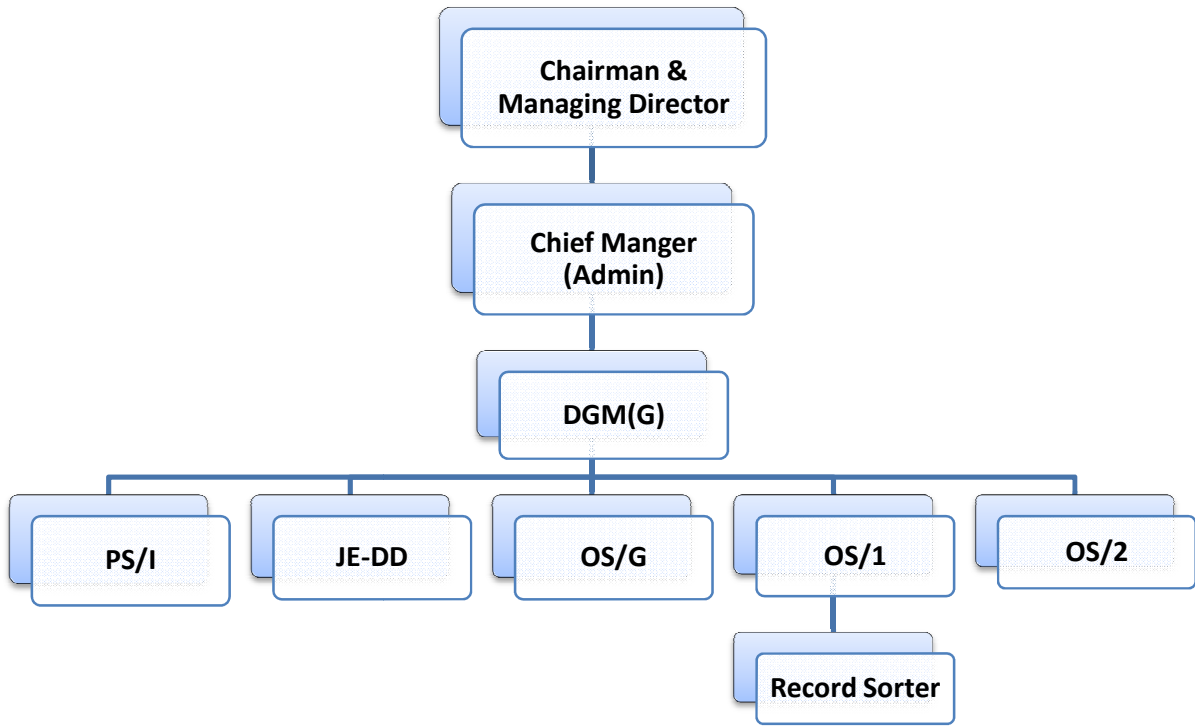 Chairman &
Managing Director
Chief Manger
(Admin)
DGM(G)
PS/I
JE-DD
OS/G
OS/1
OS/2
Record Sorter